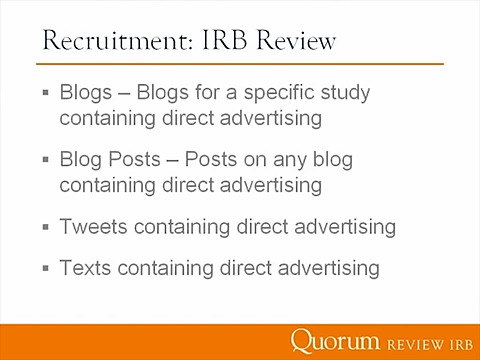 Recruitment: IRB Review
▪ Blogs – Blogs for a specific study
containing direct advertising
▪ Blog Posts – Posts on any blog
containing direct advertising
▪ Tweets containing direct advertising
▪ Texts containing direct advertising
Quorum REVIEW IRB